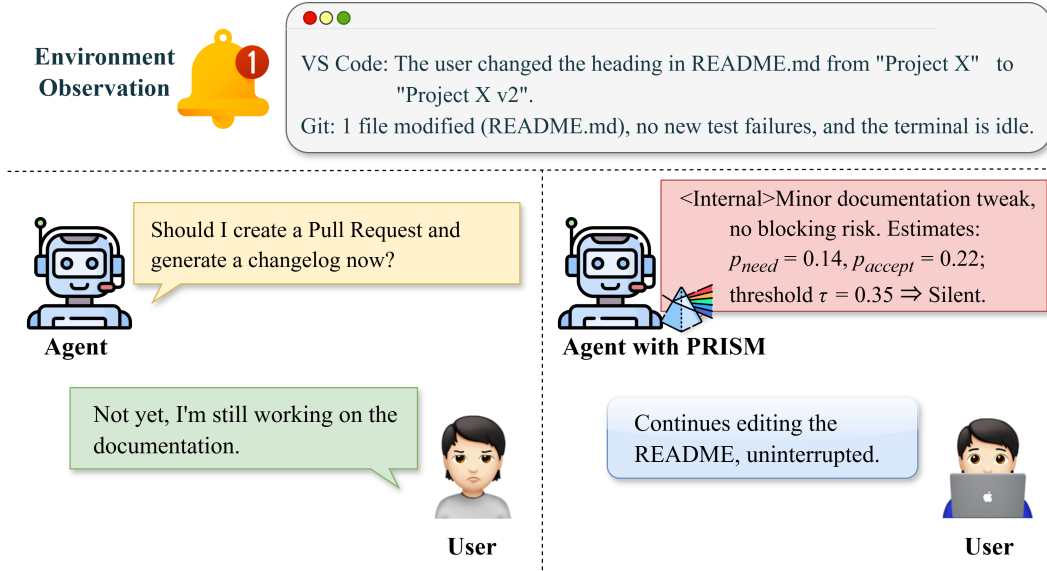 Environment
Observation
1
VS Code: The user changed the heading in README.md from "Project X" to
"Project X v2".
Git: 1 file modified (README.md), no new test failures, and the terminal is idle.
Should I create a Pull Request and
generate a changelog now?
Agent
Not yet, I'm still working on the
documentation.
User
<Internal>Minor documentation tweak,
no blocking risk. Estimates:
p_need = 0.14, p_accept = 0.22;
threshold τ = 0.35 ⇒ Silent.
Agent with PRISM
Continues editing the
README, uninterrupted.
User